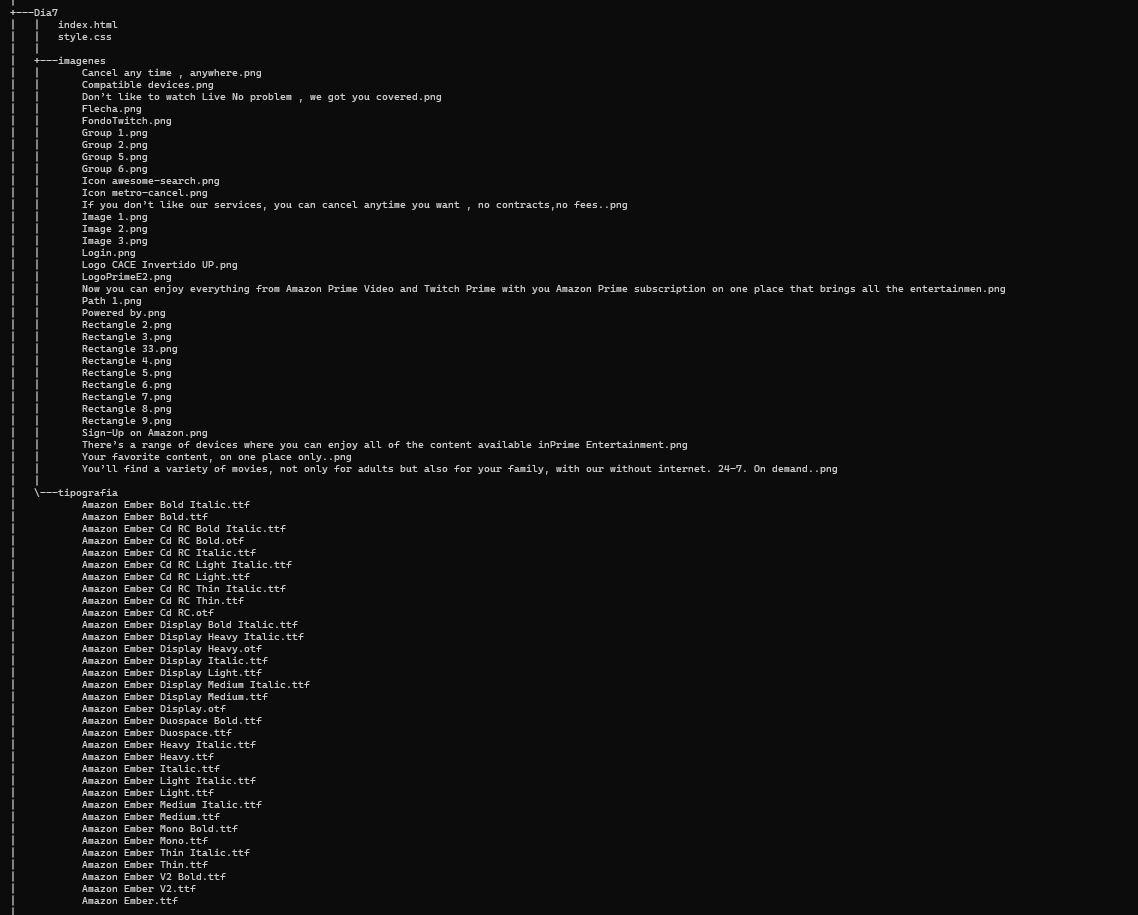 +---Dia7
|   |   index.html
|   |   style.css
|   |
|   +---imagenes
|   |       Cancel any time , anywhere.png
|   |       Compatible devices.png
|   |       Don’t like to watch Live No problem , we got you covered.png
|   |       Flecha.png
|   |       FondoTwitch.png
|   |       Group 1.png
|   |       Group 2.png
|   |       Group 5.png
|   |       Group 6.png
|   |       Icon awesome-search.png
|   |       Icon metro-cancel.png
|   |       If you don’t like our services, you can cancel anytime you want , no contracts,no fees..png
|   |       Image 1.png
|   |       Image 2.png
|   |       Image 3.png
|   |       Login.png
|   |       Logo CACE Invertido UP.png
|   |       LogoPrimeE2.png
|   |       Now you can enjoy everything from Amazon Prime Video and Twitch Prime with you Amazon Prime subscription on one place that brings all the entertainmen.png
|   |       Path 1.png
|   |       Powered by.png
|   |       Rectangle 2.png
|   |       Rectangle 3.png
|   |       Rectangle 33.png
|   |       Rectangle 4.png
|   |       Rectangle 5.png
|   |       Rectangle 6.png
|   |       Rectangle 7.png
|   |       Rectangle 8.png
|   |       Rectangle 9.png
|   |       Sign-Up on Amazon.png
|   |       There’s a range of devices where you can enjoy all of the content available inPrime Entertainment.png
|   |       Your favorite content, on one place only..png
|   |       You’ll find a variety of movies, not only for adults but also for your family, with our without internet. 24-7. On demand..png
|   |
|   \---tipografia
|           Amazon Ember Bold Italic.ttf
|           Amazon Ember Bold.ttf
|           Amazon Ember Cd RC Bold Italic.ttf
|           Amazon Ember Cd RC Bold.otf
|           Amazon Ember Cd RC Italic.ttf
|           Amazon Ember Cd RC Light Italic.ttf
|           Amazon Ember Cd RC Light.ttf
|           Amazon Ember Cd RC Thin Italic.ttf
|           Amazon Ember Cd RC Thin.ttf
|           Amazon Ember Cd RC.otf
|           Amazon Ember Display Bold Italic.ttf
|           Amazon Ember Display Heavy Italic.ttf
|           Amazon Ember Display Heavy.otf
|           Amazon Ember Display Italic.ttf
|           Amazon Ember Display Light.ttf
|           Amazon Ember Display Medium Italic.ttf
|           Amazon Ember Display Medium.ttf
|           Amazon Ember Display.otf
|           Amazon Ember Duospace Bold.ttf
|           Amazon Ember Duospace.ttf
|           Amazon Ember Heavy Italic.ttf
|           Amazon Ember Heavy.ttf
|           Amazon Ember Italic.ttf
|           Amazon Ember Light Italic.ttf
|           Amazon Ember Light.ttf
|           Amazon Ember Medium Italic.ttf
|           Amazon Ember Medium.ttf
|           Amazon Ember Mono Bold.ttf
|           Amazon Ember Mono.ttf
|           Amazon Ember Thin Italic.ttf
|           Amazon Ember Thin.ttf
|           Amazon Ember V2 Bold.ttf
|           Amazon Ember V2.ttf
|           Amazon Ember.ttf